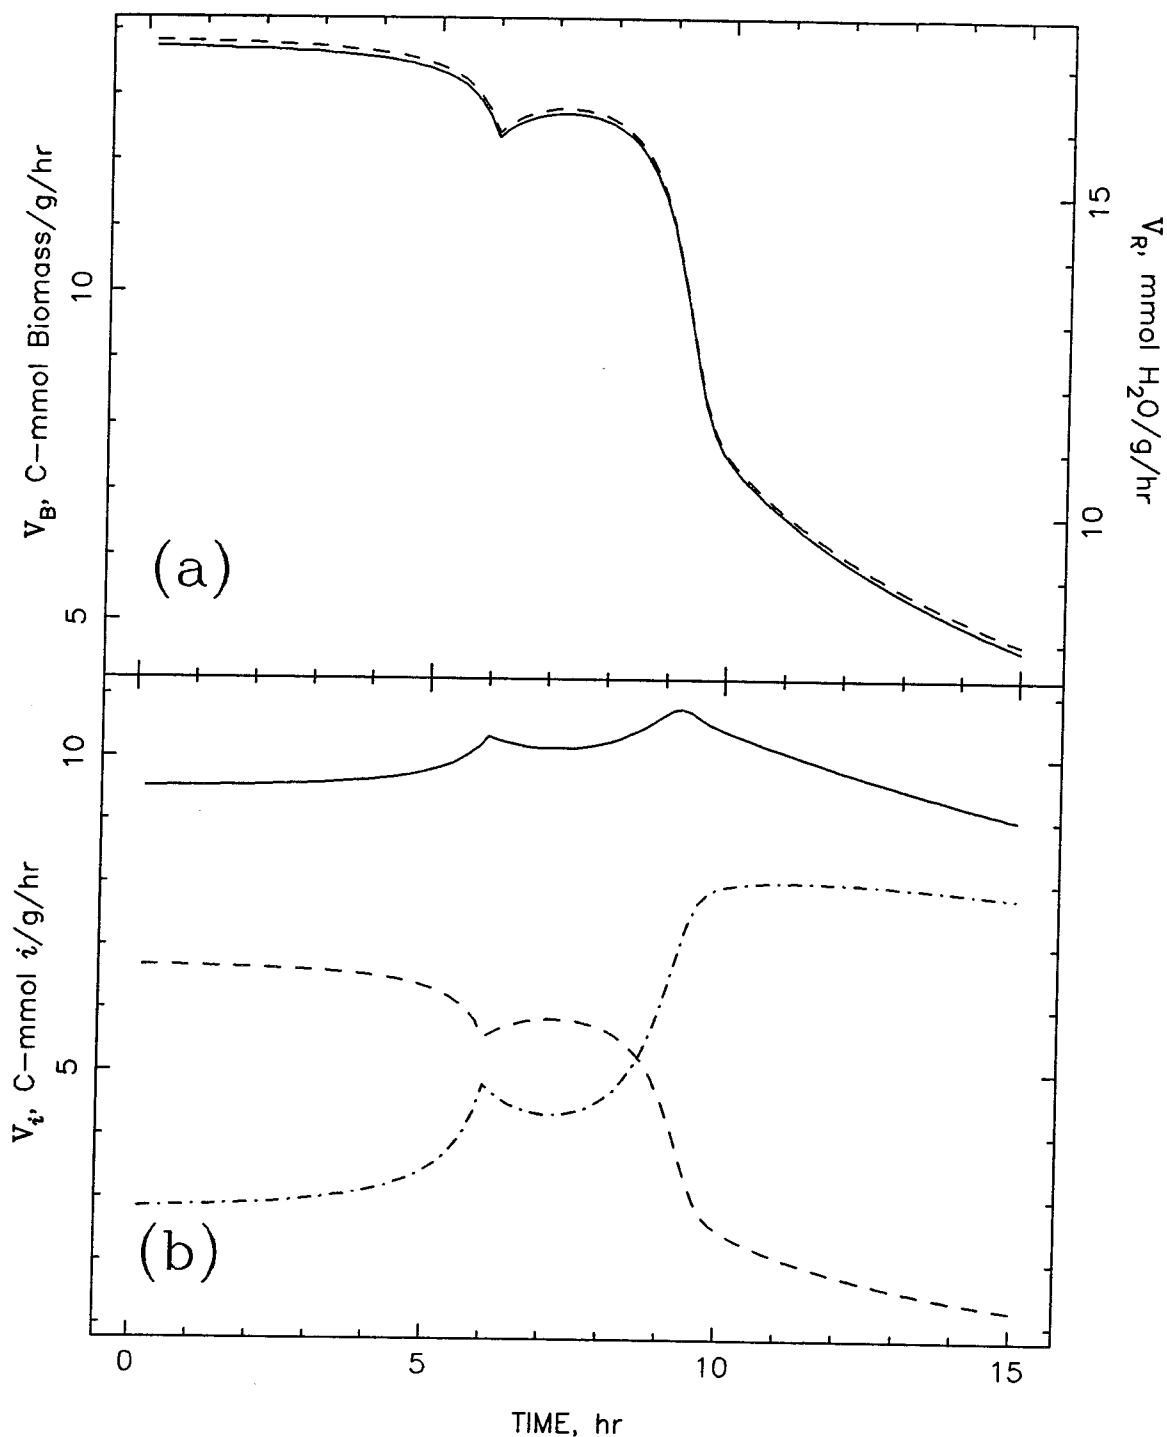 V_B, C-mmol Biomass/g/hr
10
5
(a)
15
10
V_R, mmol H_2O/g/hr
V_i, C-mmol i/g/hr
10
5
(b)
0 5 10 15
TIME, hr